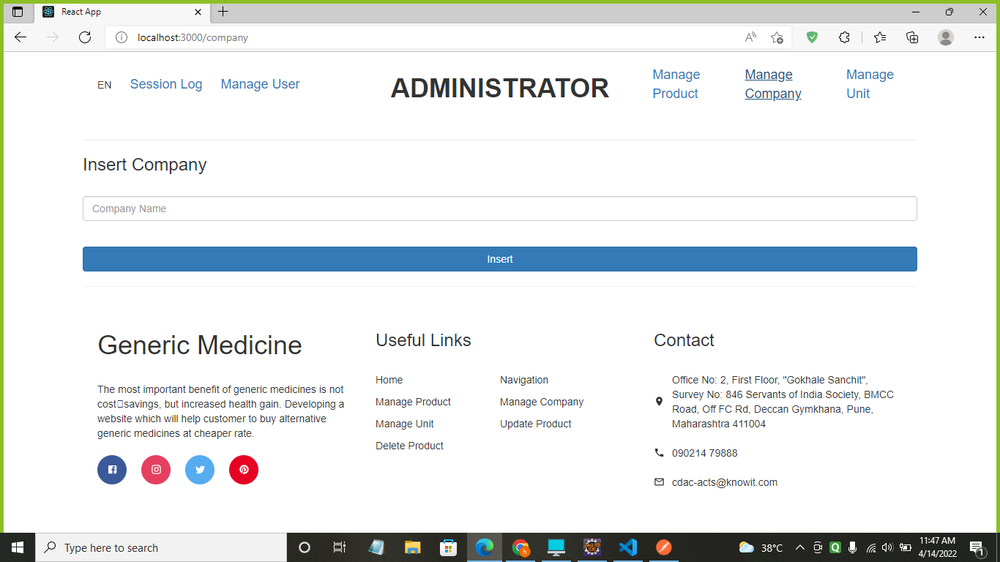 React App
localhost:3000/company
EN
Session Log
Manage User
ADMINISTRATOR
Manage
Product
Manage
Company
Manage
Unit
Insert Company
Company Name
Insert
Generic Medicine
The most important benefit of generic medicines is not
cost□savings, but increased health gain. Developing a
website which will help customer to buy alternative
generic medicines at cheaper rate.
Useful Links
Home
Navigation
Manage Product
Manage Company
Manage Unit
Update Product
Delete Product
Contact
Office No: 2, First Floor, "Gokhale Sanchit",
Survey No: 846 Servants of India Society, BMCC
Road, Off FC Rd, Deccan Gymkhana, Pune,
Maharashtra 411004
090214 79888
cdac-acts@knowit.com
Type here to search
38°C
11:47 AM
4/14/2022
1